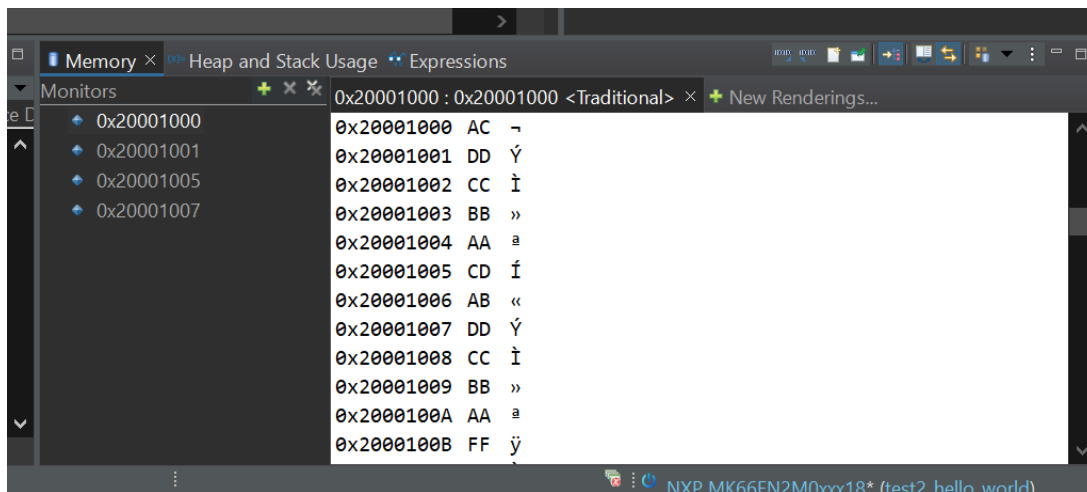 >
Memory × Heap and Stack Usage Expressions
Monitors
0x20001000 : 0x20001000 <Traditional> × New Renderings...
0x20001000
0x20001001
0x20001005
0x20001007
0x20001000 AC ¬
0x20001001 DD Ý
0x20001002 CC Ì
0x20001003 BB »
0x20001004 AA ª
0x20001005 CD Í
0x20001006 AB «
0x20001007 DD Ý
0x20001008 CC Ì
0x20001009 BB »
0x2000100A AA ª
0x2000100B FF ÿ
NXP MK66FN2M0xxx18* (test2_hello_world)